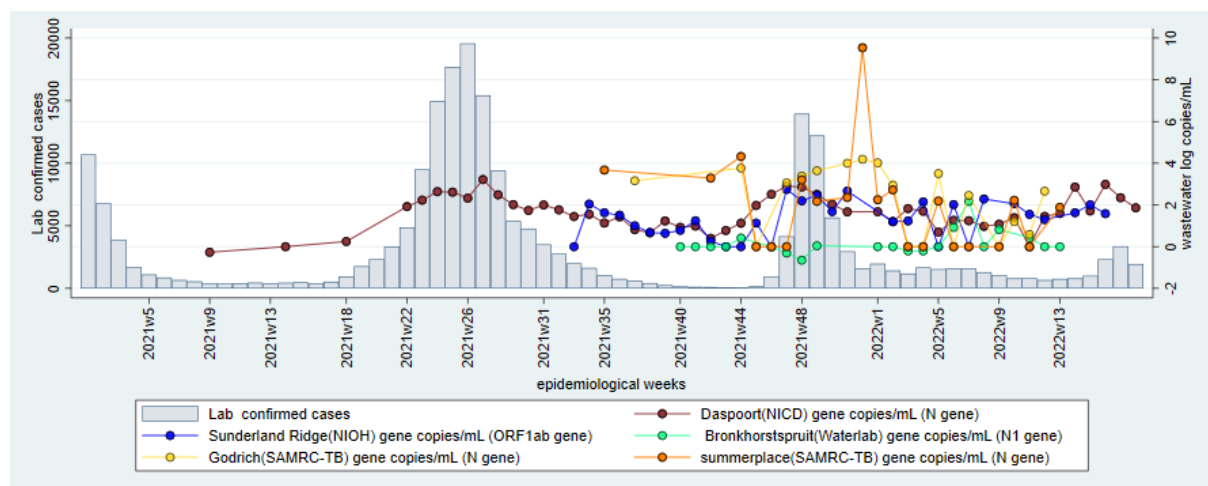 20000
15000
10000
5000
0
Lab confirmed cases
10
8
6
4
2
0
-2
wastewater log copies/mL
2021w5
2021w9
2021w13
2021w18
2021w22
2021w26
2021w31
2021w35
2021w40
2021w44
2021w48
2022w1
2022w5
2022w9
2022w13
epidemiological weeks
Lab confirmed cases
Daspoort(NICD) gene copies/mL (N gene)
Sunderland Ridge(NIOH) gene copies/mL (ORF1ab gene)
Bronkhorstspruit(Waterlab) gene copies/mL (N1 gene)
Godrich(SAMRC-TB) gene copies/mL (N gene)
summerplace(SAMRC-TB) gene copies/mL (N gene)